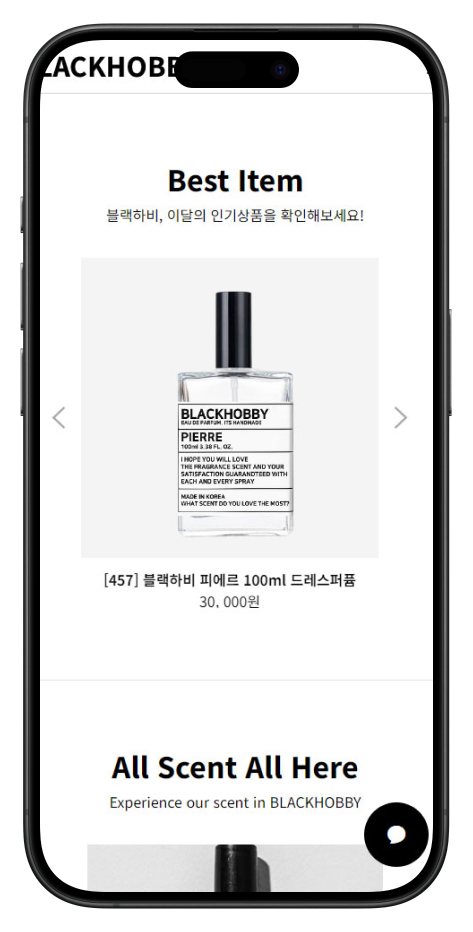 LACKHOBB
Best Item
블랙하비, 이달의 인기상품을 확인해보세요!
BLACKHOBBY
EAU DE PARFUM. ITS HANDMADE
PIERRE
100ml 3.38 FL. OZ.
I HOPE YOU WILL LOVE
THE FRAGRANCE SCENT AND YOUR
SATISFACTION GUARANDTEED WITH
EACH AND EVERY SPRAY
MADE IN KOREA
WHAT SCENT DO YOU LOVE THE MOST?
[457] 블랙하비 피에르 100ml 드레스퍼퓸
30, 000원
All Scent All Here
Experience our scent in BLACKHOBBY